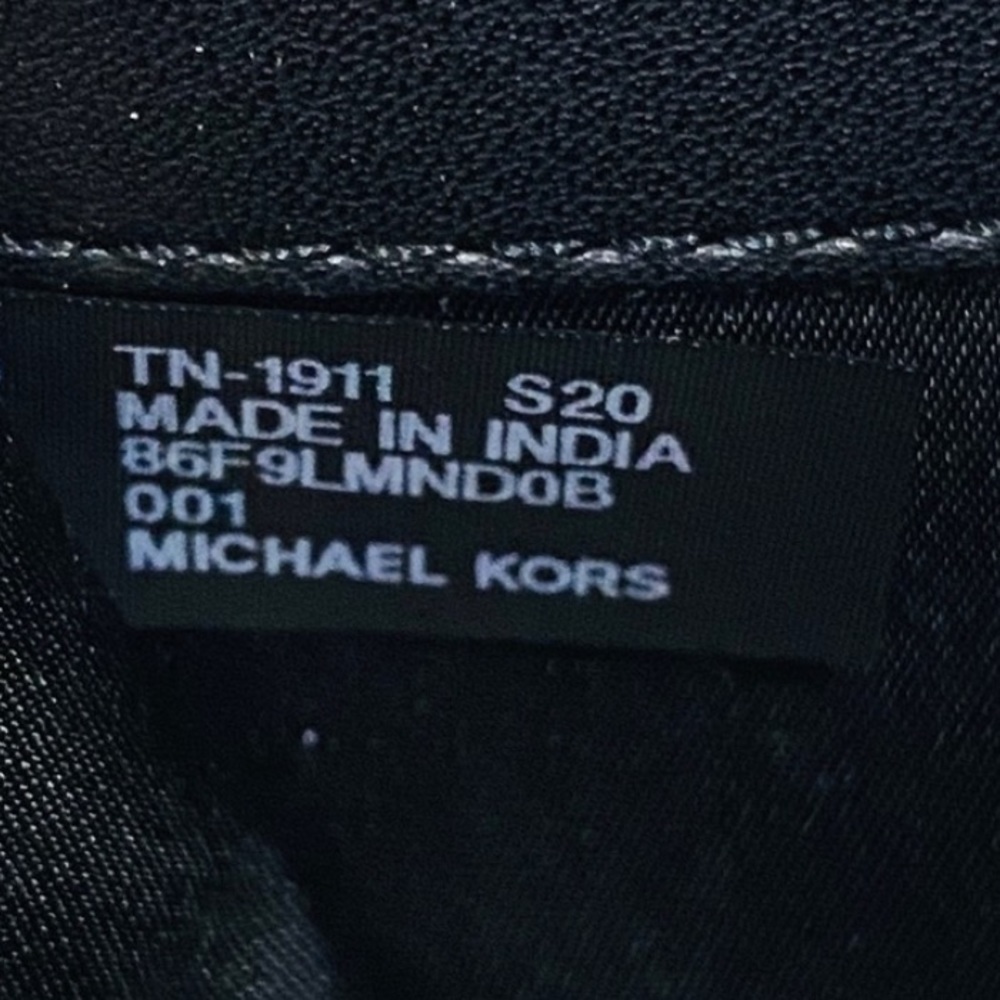 TN-1911 S20
MADE IN INDIA
86F9LMND0B
001
MICHAEL KORS